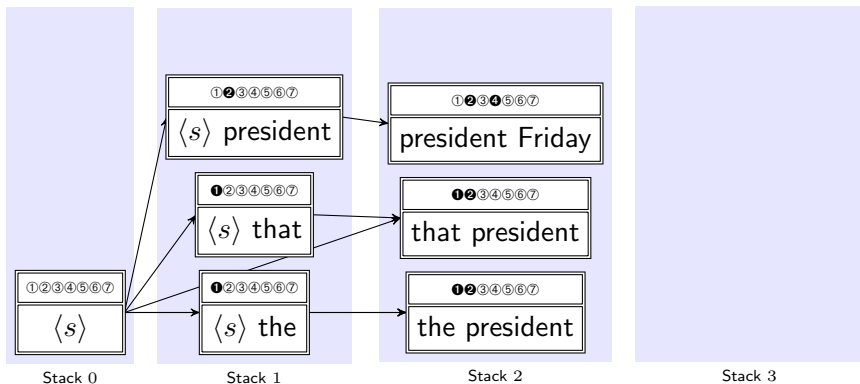 ①❷③④⑤⑥⑦
⟨s⟩ president
①❷③❹⑤⑥⑦
president Friday
❶②③④⑤⑥⑦
⟨s⟩ that
❶❷③④⑤⑥⑦
that president
①②③④⑤⑥⑦
⟨s⟩
❶②③④⑤⑥⑦
⟨s⟩ the
❶❷③④⑤⑥⑦
the president
Stack 0
Stack 1
Stack 2
Stack 3